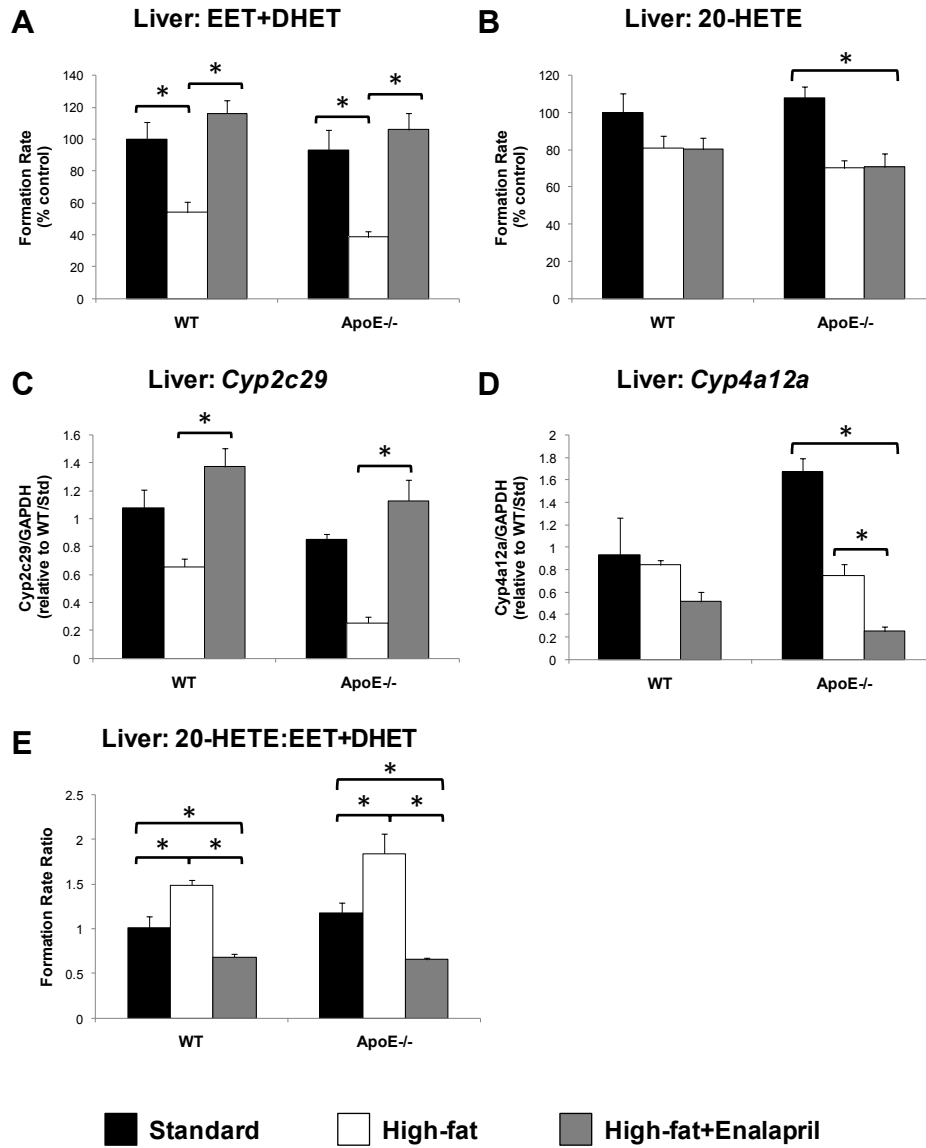 A
Liver: EET+DHET
Formation Rate
(% control)
140
120
100
80
60
40
20
0
*
*
*
*
WT
ApoE-/-
B
Liver: 20-HETE
Formation Rate
(% control)
120
100
80
60
40
20
0
*
WT
ApoE-/-
C
Liver: Cyp2c29
Cyp2c29/GAPDH
(relative to WT/Std)
1.6
1.4
1.2
1
0.8
0.6
0.4
0.2
0
*
*
WT
ApoE-/-
D
Liver: Cyp4a12a
Cyp4a12a/GAPDH
(relative to WT/Std)
2
1.8
1.6
1.4
1.2
1
0.8
0.6
0.4
0.2
0
*
*
WT
ApoE-/-
E
Liver: 20-HETE:EET+DHET
Formation Rate Ratio
2.5
2
1.5
1
0.5
0
*
* *
*
* *
WT
ApoE-/-
Standard
High-fat
High-fat+Enalapril